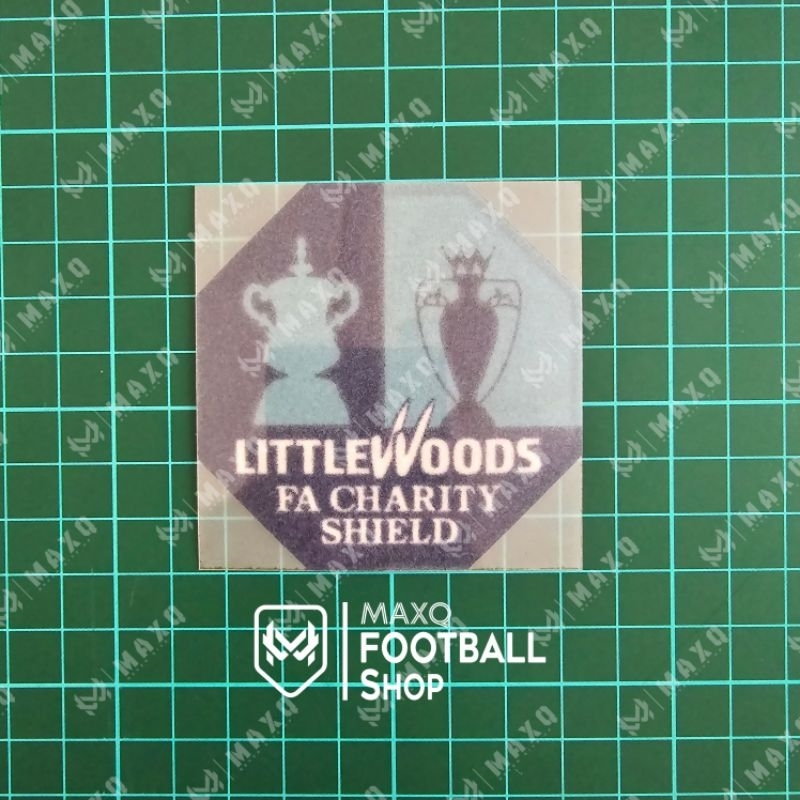 LITTLEWOODS
FA CHARITY
SHIELD
MAXQ
FOOTBALL
SHOP